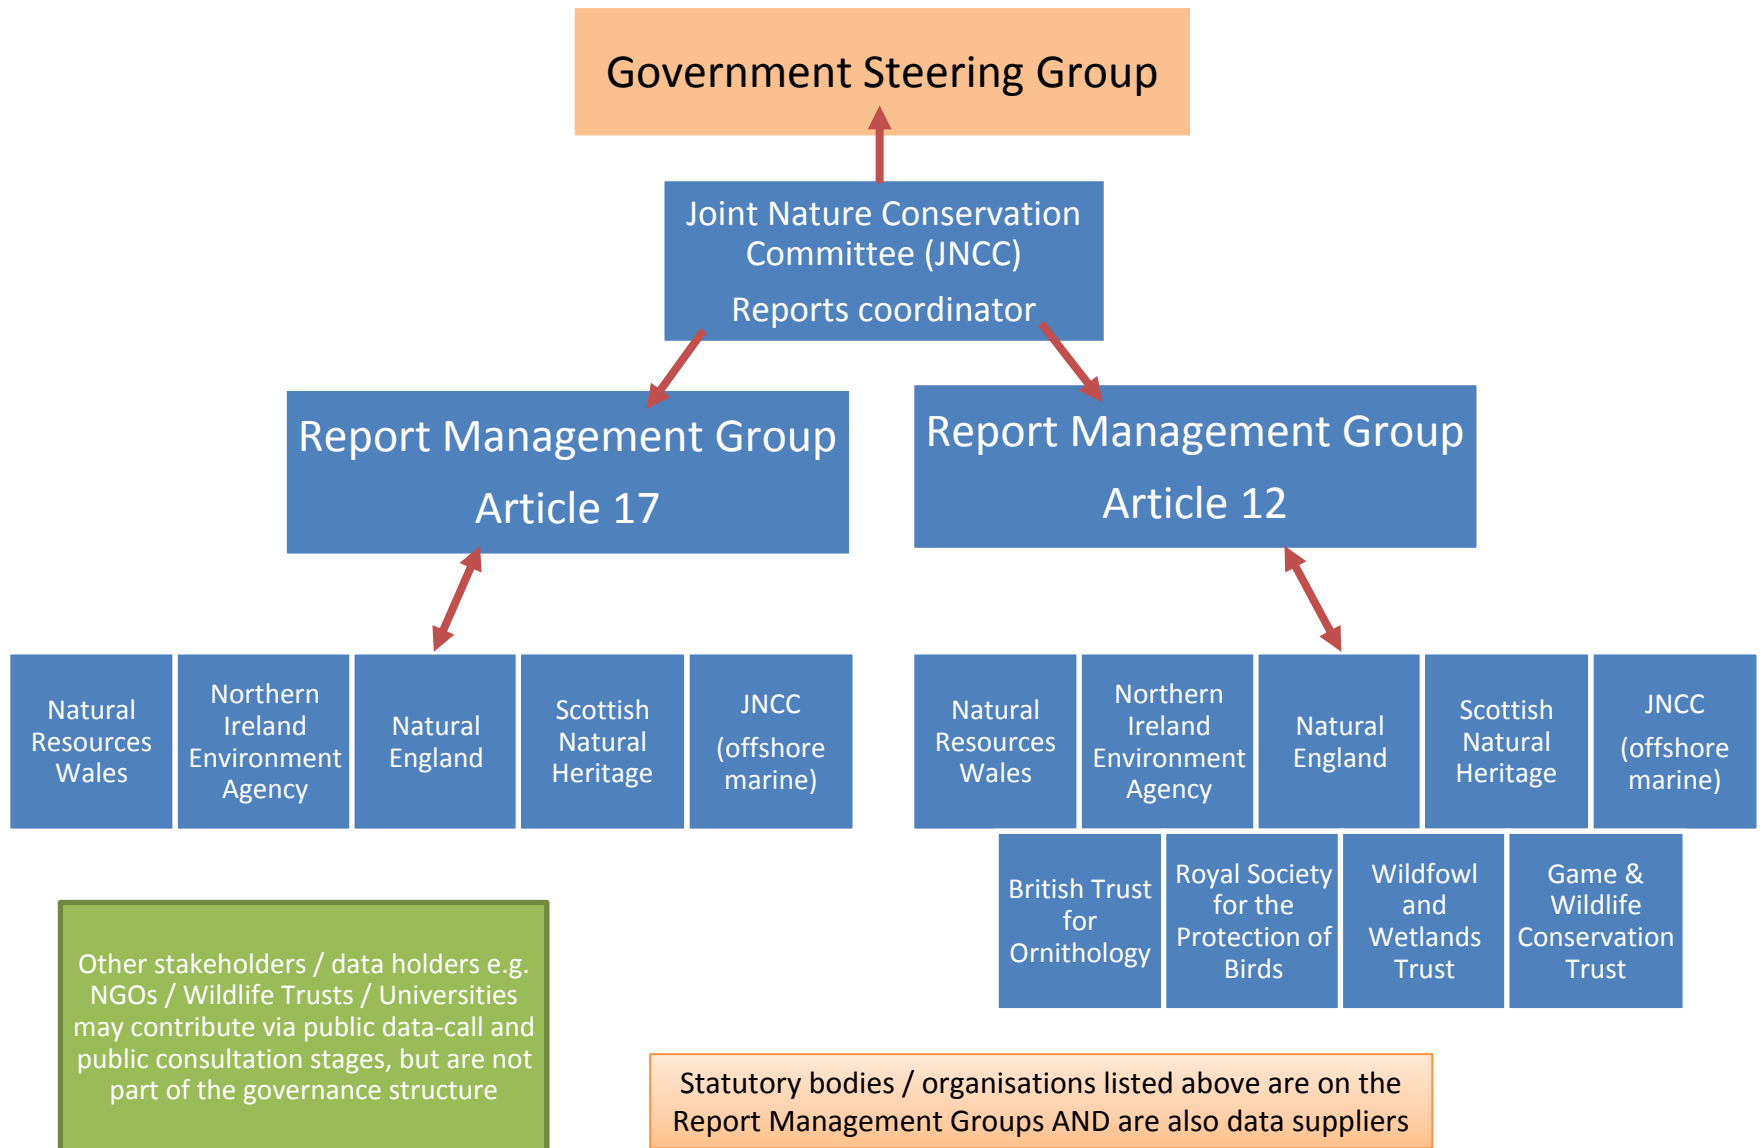 Government Steering Group
Joint Nature Conservation
Committee (JNCC)
Reports coordinator
Report Management Group
Article 17
Report Management Group
Article 12
Natural
Resources
Wales
Northern
Ireland
Environment
Agency
Natural
England
Scottish
Natural
Heritage
JNCC
(offshore
marine)
Natural
Resources
Wales
Northern
Ireland
Environment
Agency
Natural
England
Scottish
Natural
Heritage
JNCC
(offshore
marine)
British Trust
for
Ornithology
Royal Society
for the
Protection of
Birds
Wildfowl
and
Wetlands
Trust
Game &
Wildlife
Conservation
Trust
Other stakeholders / data holders e.g.
NGOs / Wildlife Trusts / Universities
may contribute via public data-call and
public consultation stages, but are not
part of the governance structure
Statutory bodies / organisations listed above are on the
Report Management Groups AND are also data suppliers